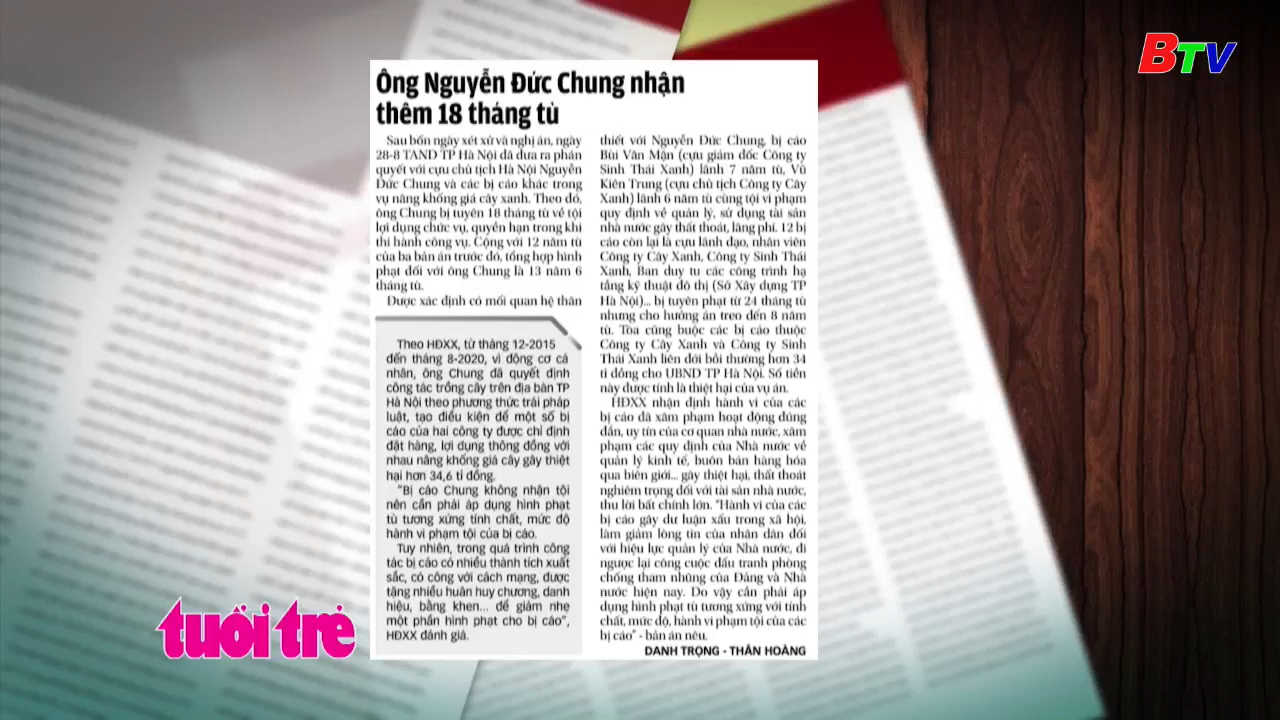 BTV
Ông Nguyễn Đức Chung nhận
thêm 18 tháng tù
Sau bốn ngày xét xử và nghị án, ngày
28-8 TAND TP Hà Nội đã đưa ra phán
quyết với cựu chủ tịch Hà Nội Nguyễn
Đức Chung và các bị cáo khác trong
vụ nâng khống giá cây xanh. Theo đó,
ông Chung bị tuyên 18 tháng tù về tội
lợi dụng chức vụ, quyền hạn trong khi
thi hành công vụ. Cộng với 12 năm tù
của ba bản án trước đó, tổng hợp hình
phạt đối với ông Chung là 13 năm 6
tháng tù.
Được xác định có mối quan hệ thân
Theo HĐXX, từ tháng 12-2015
đến tháng 8-2020, vì động cơ cá
nhân, ông Chung đã quyết định
công tác trồng cây trên địa bàn TP
Hà Nội theo phương thức trái pháp
luật, tạo điều kiện để một số bị
cáo của hai công ty được chỉ định
đặt hàng, lợi dụng thông đồng với
nhau nâng khống giá cây gây thiệt
hại hơn 34,6 tỉ đồng.
"Bị cáo Chung không nhận tội
nên cần phải áp dụng hình phạt
tù tương xứng tính chất, mức độ
hành vi phạm tội của bị cáo.
Tuy nhiên, trong quá trình công
tác bị cáo có nhiều thành tích xuất
sắc, có công với cách mạng, được
tặng nhiều huân huy chương, danh
hiệu, bằng khen... để giảm nhẹ
một phần hình phạt cho bị cáo",
HĐXX đánh giá.
thiết với Nguyễn Đức Chung, bị cáo
Bùi Văn Mận (cựu giám đốc Công ty
Sinh Thái Xanh) lãnh 7 năm tù, Vũ
Kiên Trung (cựu chủ tịch Công ty Cây
Xanh) lãnh 6 năm tù cùng tội vi phạm
quy định về quản lý, sử dụng tài sản
nhà nước gây thất thoát, lãng phí. 12 bị
cáo còn lại là cựu lãnh đạo, nhân viên
Công ty Cây Xanh, Công ty Sinh Thái
Xanh, Ban duy tu các công trình hạ
tầng kỹ thuật đô thị (Sở Xây dựng TP
Hà Nội)... bị tuyên phạt từ 24 tháng tù
nhưng cho hưởng án treo đến 8 năm
tù. Tòa cũng buộc các bị cáo thuộc
Công ty Cây Xanh và Công ty Sinh
Thái Xanh liên đới bồi thường hơn 34
tỉ đồng cho UBND TP Hà Nội. Số tiền
này được tính là thiệt hại của vụ án.
HĐXX nhận định hành vi của các
bị cáo đã xâm phạm hoạt động đúng
đắn, uy tín của cơ quan nhà nước, xâm
phạm các quy định của Nhà nước về
quản lý kinh tế, buôn bán hàng hóa
qua biên giới... gây thiệt hại, thất thoát
nghiêm trọng đối với tài sản nhà nước,
thu lời bất chính lớn. "Hành vi của các
bị cáo gây dư luận xấu trong xã hội,
làm giảm lòng tin của nhân dân đối
với hiệu lực quản lý của Nhà nước, đi
ngược lại công cuộc đấu tranh phòng
chống tham nhũng của Đảng và Nhà
nước hiện nay. Do vậy cần phải áp
dụng hình phạt tù tương xứng với tính
chất, mức độ, hành vi phạm tội của các
bị cáo" - bản án nêu.
DANH TRỌNG - THÂN HOÀNG
tuổi trẻ